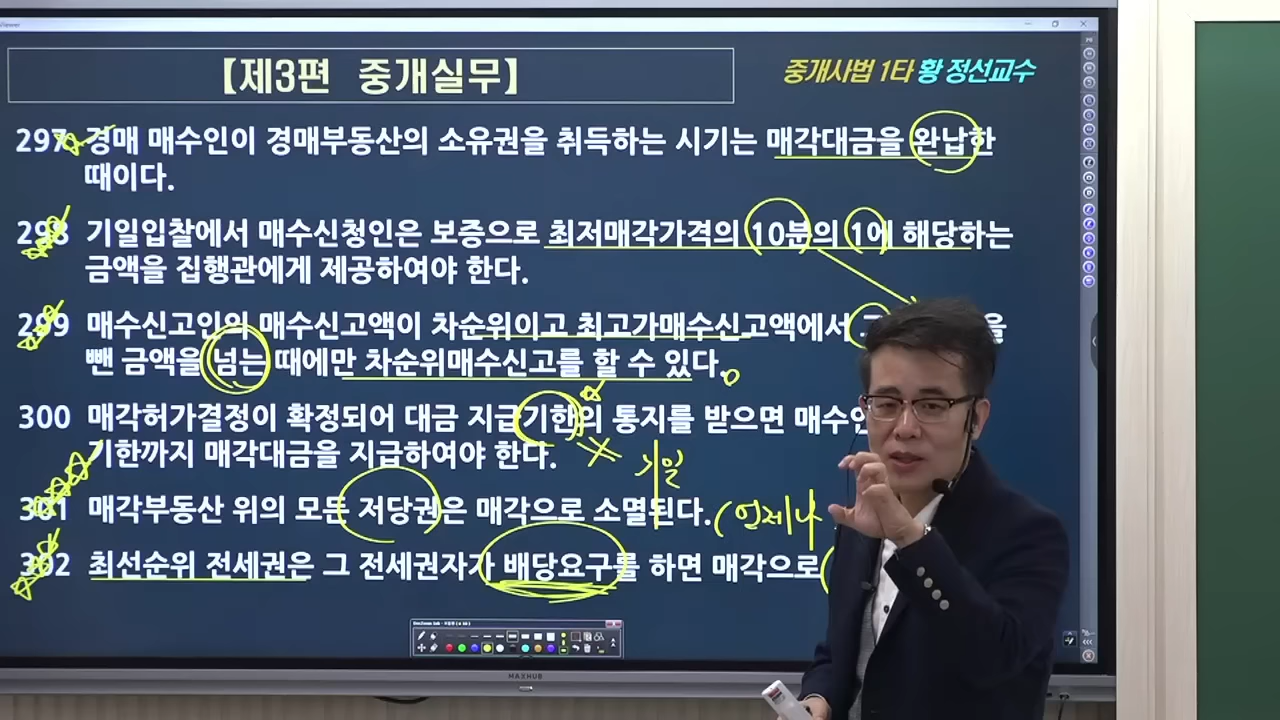 Viewer
【제3편 중개실무】
중개사법 1타 황 정선교수
297 경매 매수인이 경매부동산의 소유권을 취득하는 시기는 매각대금을 완납한
때이다.
298 기일입찰에서 매수신청인은 보증으로 최저매각가격의 10분의 1에 해당하는
금액을 집행관에게 제공하여야 한다.
299 매수신고인의 매수신고액이 차순위이고 최고가매수신고액에서 을
뺀 금액을 넘는 때에만 차순위매수신고를 할 수 있다.
300 매각허가결정이 확정되어 대금 지급기한의 통지를 받으면
기한까지 매각대금을 지급하여야 한다.
기일
301 매각부동산 위의 모든 저당권은 매각으로 소멸된다. (언제나
302 최선순위 전세권은 그 전세권자가 배당요구를 하면 매각으로
MAXHUB